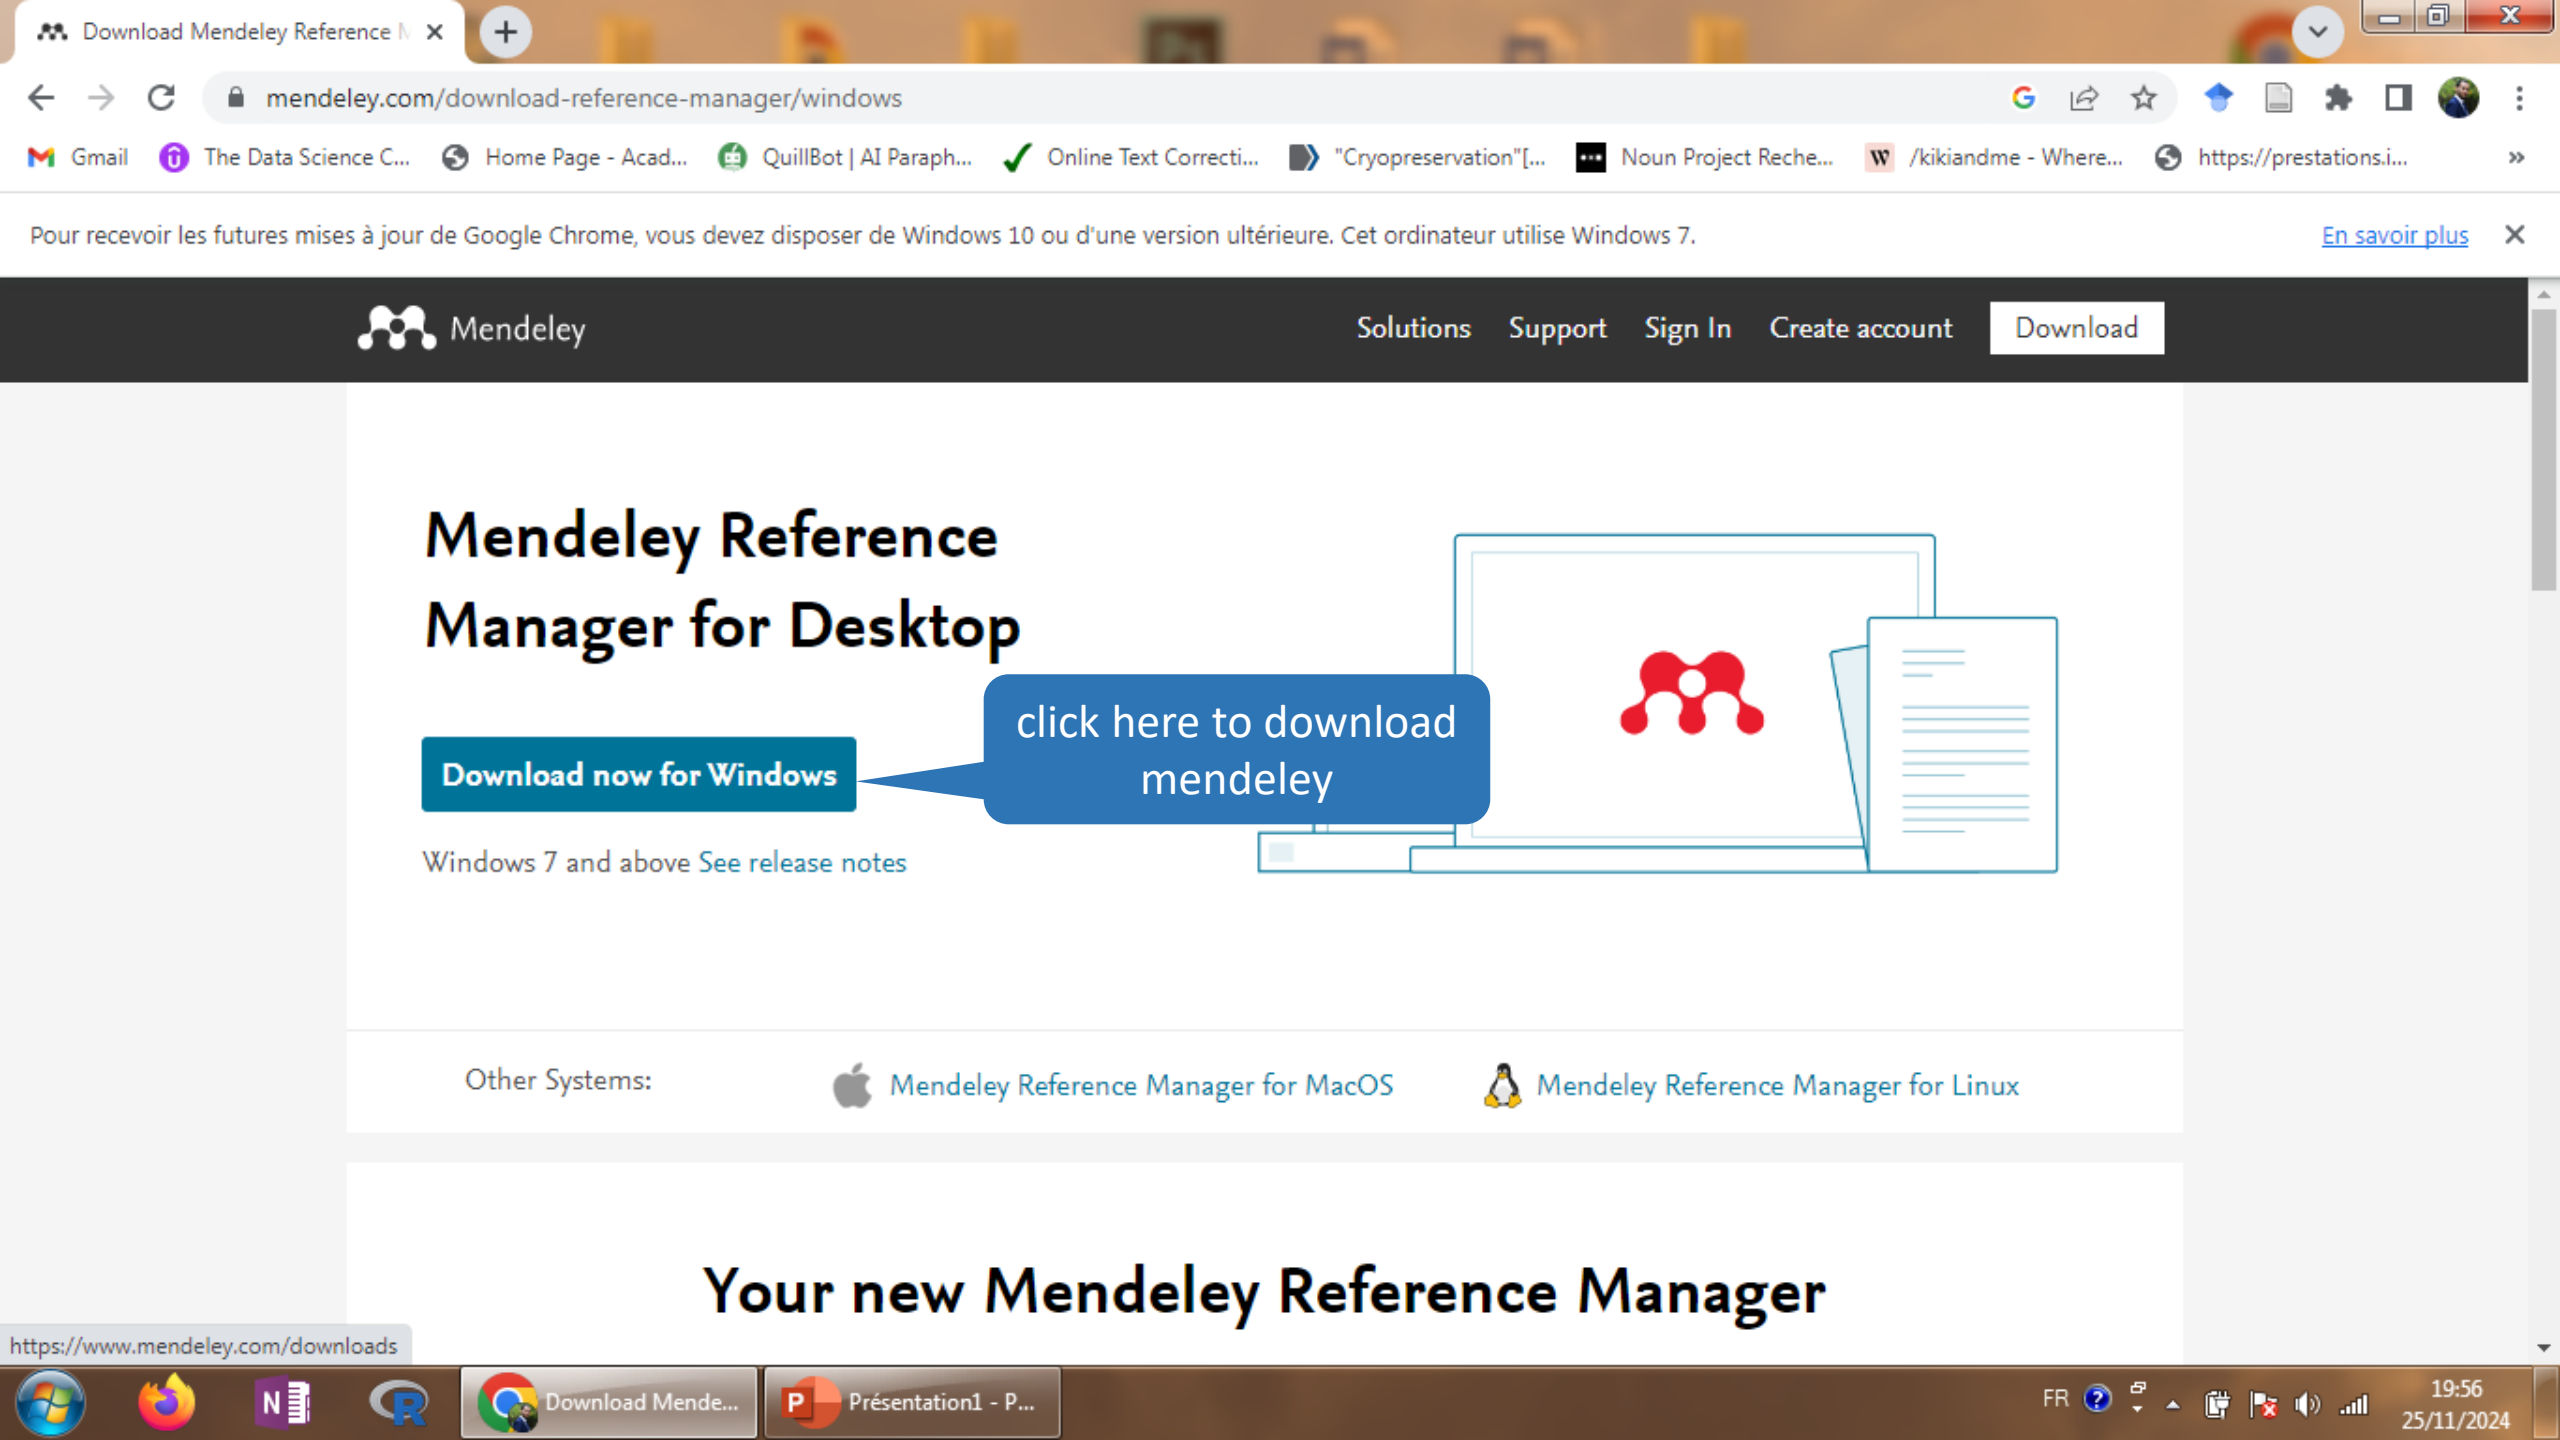 Download Mendeley Reference M
mendeley.com/download-reference-manager/windows
Gmail
The Data Science C...
Home Page - Acad...
QuillBot | AI Paraph...
Online Text Correcti...
"Cryopreservation"[...
Noun Project Reche...
/kikiandme - Where...
https://prestations.i...
Pour recevoir les futures mises à jour de Google Chrome, vous devez disposer de Windows 10 ou d'une version ultérieure. Cet ordinateur utilise Windows 7.
En savoir plus
Mendeley
Solutions
Support
Sign In
Create account
Download
Mendeley Reference
Manager for Desktop
click here to download
mendeley
Download now for Windows
Windows 7 and above See release notes
Other Systems:
Mendeley Reference Manager for MacOS
Mendeley Reference Manager for Linux
Your new Mendeley Reference Manager
https://www.mendeley.com/downloads
Download Mende...
Présentation1 - P...
FR
19:56
25/11/2024